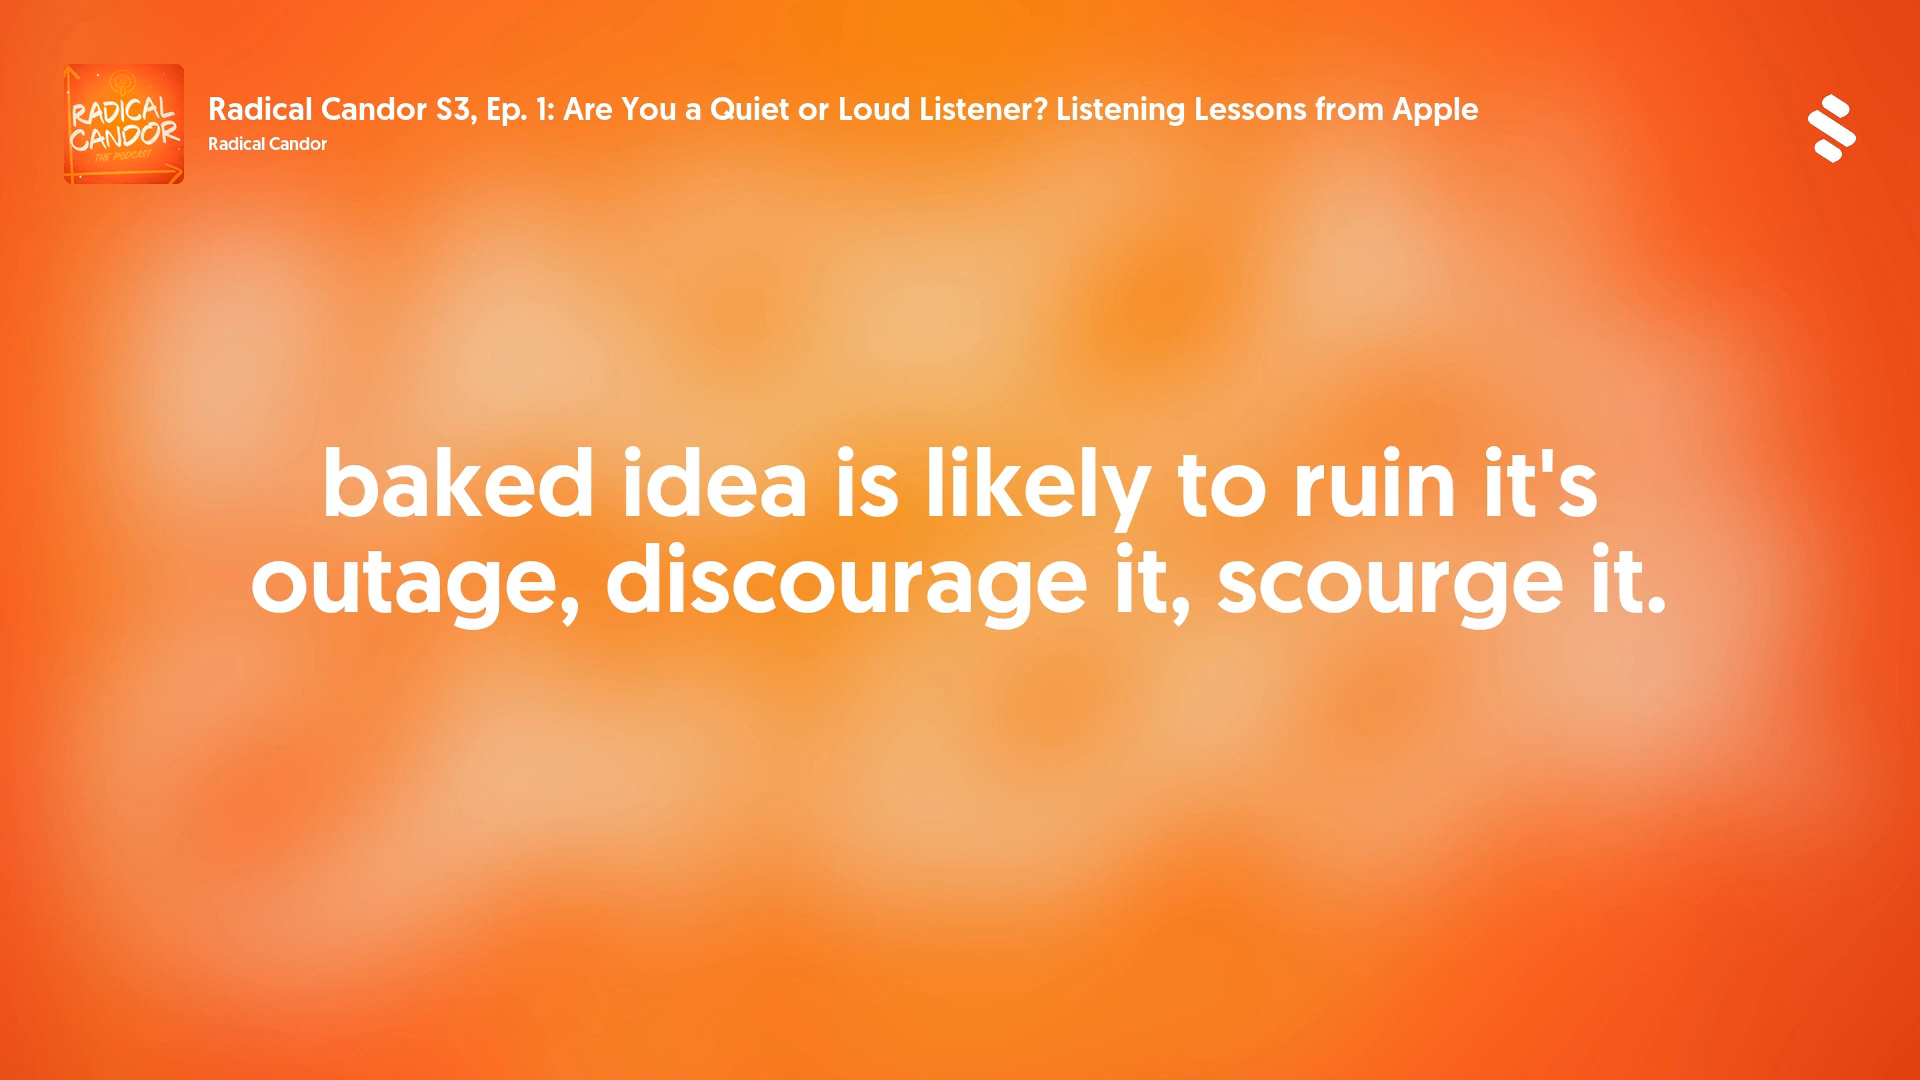 RADICAL
CANDOR
THE PODCAST
Radical Candor S3, Ep. 1: Are You a Quiet or Loud Listener? Listening Lessons from Apple
Radical Candor
baked idea is likely to ruin it's
outage, discourage it, scourge it.